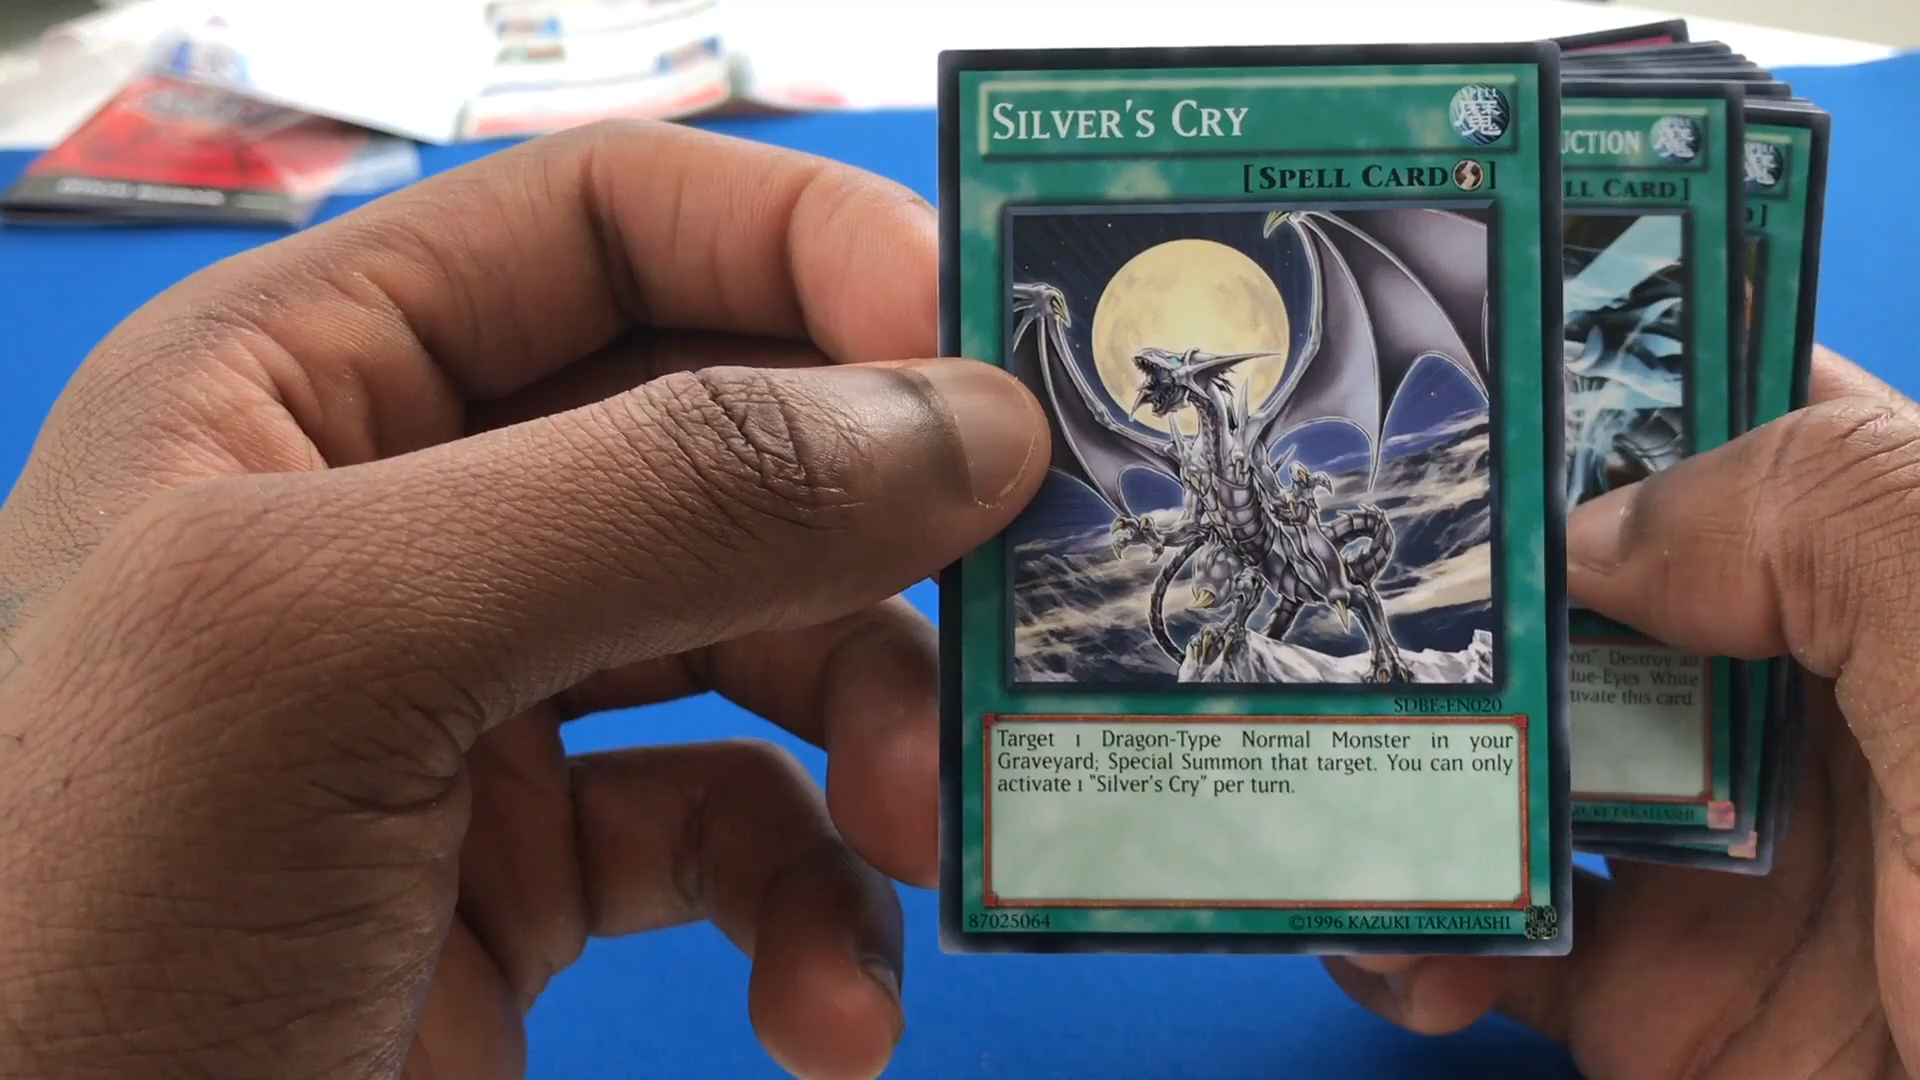 SILVER'S CRY
[SPELL CARD]
SDBE-EN020
Target 1 Dragon-Type Normal Monster in your
Graveyard; Special Summon that target. You can only
activate 1 "Silver's Cry" per turn.
87025064
©1996 KAZUKI TAKAHASHI
UCTION
LL CARD]
on". Destroy all
lue-Eyes White
tivate this card.
ZUKI TAKAHASHI